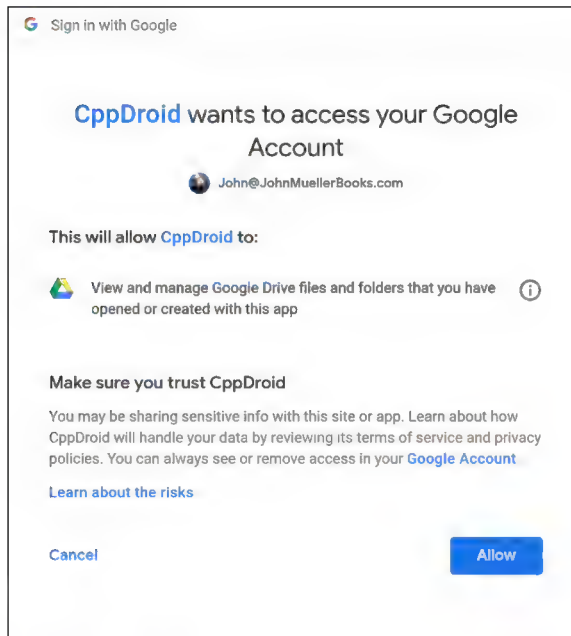 Sign in with Google
CppDroid wants to access your Google
Account
John@JohnMuellerBooks.com
This will allow CppDroid to:
View and manage Google Drive files and folders that you have
opened or created with this app
Make sure you trust CppDroid
You may be sharing sensitive info with this site or app. Learn about how
CppDroid will handle your data by reviewing its terms of service and privacy
policies. You can always see or remove access in your Google Account
Learn about the risks
Cancel
Allow